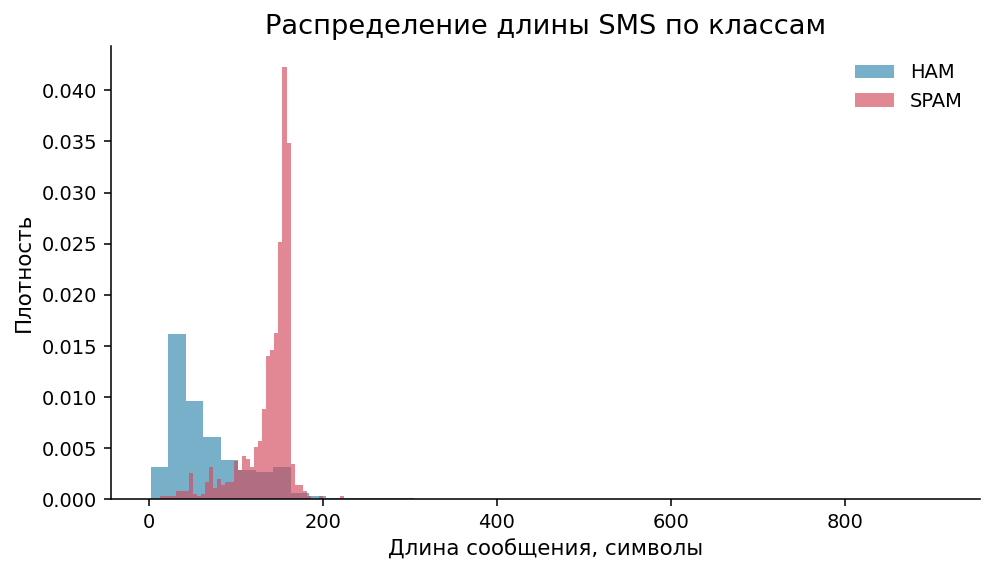 Распределение длины SMS по классам
HAM
SPAM
0.040
0.035
0.030
0.025
0.020
0.015
0.010
0.005
0.000
Плотность
0 200 400 600 800
Длина сообщения, символы